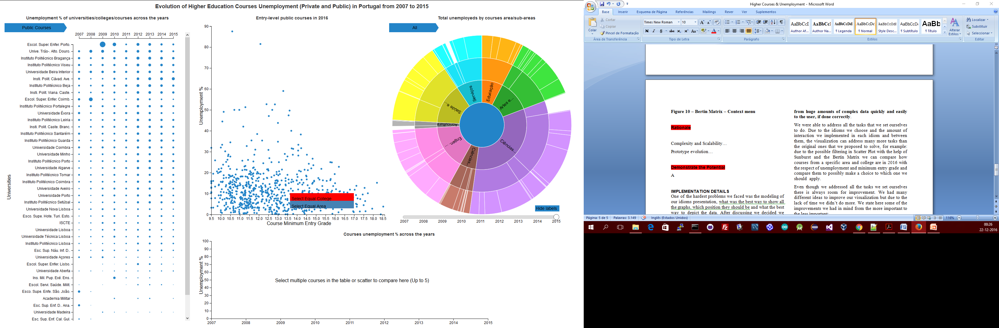 Evolution of Higher Education Courses Unemployment (Private and Public) in Portugal from 2007 to 2015
Unemployment % of universities/colleges/courses across the years
Public Courses
2007 2008 2009 2010 2011 2012 2013 2014 2015
Universities
Escol. Super. Enfer. Porto.
Unive. Trás-. Alto. Douro.
Instituto Politécnico Bragança
Instituto Politécnico Viseu
Universidade Beira Interior
Insti. Polit. Cávad. Ave.
Instituto Politécnico Beja
Insti. Polit. Viana. Caste.
Escol. Super. Enfer. Coimb.
Instituto Politécnico Portalegre
Universidade Évora
Instituto Politécnico Leiria
Insti. Polit. Caste. Branc.
Instituto Politécnico Santarém
Instituto Politécnico Guarda
Universidade Coimbra
Universidade Minho
Instituto Politécnico Porto
Universidade Algarve
Instituto Politécnico Tomar
Instituto Politécnico Coimbra
Universidade Aveiro
Universidade Porto
Instituto Politécnico Setúbal
Universidade Nova Lisboa
Esco. Supe. Hote. Turi. Esto.
ISCTE
Universidade Lisboa
Universidade Técnica Lisboa
Instituto Politécnico Lisboa
Esc. Sup. Náu. Inf. D..
Universidade Açores
Escol. Super. Enfer. Lisbo.
Universidade Aberta
Ins. Mil. Pup. Exé. Ens.
Escol. Servi. Saúde. Milit.
Esco. Supe. Enfe. São. João.
Academia Militar
Esc. Sup. Enf. D.. Ana.
Universidade Madeira
Esc. Sup. Enf. Cal. Gul.
Entry-level public courses in 2016
Unemployment %
90
80
70
60
50
40
30
20
10
0
Select Equal College
Select Equal Area
9.5 10.0 10.5 11.0 11.5 12.0 12.5 13.0 13.5 14.0 14.5 15.0 15.5 16.0 16.5 17.0 17.5 18.0 18.5
Course Minimum Entry Grade
Total unemployeds by courses area/sub-areas
All
Serviços
Educação
Artes e...
Saúde e...
Agricultura
Engen. ...
Ciências...
Ciências...
Hide labels
2007 2008 2009 2010 2011 2012 2013 2014 2015
Courses unemployment % across the years
Unemployment %
100
90
80
70
60
50
40
30
20
10
0
Select multiple courses in the table or scatter to compare here (Up to 5)
2007 2008 2009 2010 2011 2012 2013 2014 2015
Higher Courses & Unemployment - Microsoft Word
Base Inserir Esquema de Página Referências Mailings Rever Ver Suplementos
Colar
Cortar
Copiar
Pincel de Formatação
Área de Transferência
Times New Roman 10
N I S abc x₂ x² Aa
Tipo de Letra
Parágrafo
AaBbCcI AaBbCcI AaBbCcDdI AaBbCcDc AaBbCcDdI AaBbCcDc AaBb
Author Af... Author Na... ¶ Legenda ¶ Normal Style Desc... ¶ Subtítulo ¶ Título
Alterar Estilos
Estilos
Localizar
Substituir
Seleccionar
Editar
Figure 10 – Bertin Matrix – Context menu
Rationale
Complexity and Scalability…
Prototype evolution…
Demonstrate the Potential
A
IMPLEMENTATION DETAILS
One of the hardest problems we faced was the modeling of
our idioms presentation, what was the best way to show all
the graphs, which position they should be and what the best
way to depict the data. After discussing we decided we
from huge amounts of complex data quickly and easily
to the user, if done correctly.
We were able to address all the tasks that we set ourselves
to do. Due to the idioms we choose and the amount of
interaction we implemented in each idiom and between
them, the visualization can address many more tasks than
the original ones that we proposed to solve, for example:
due to the possible filtering in Scatter Plot with the help of
Sunburst and the Bertin Matrix we can compare how
courses from a specific area and college are in 2016 with
the respect of unemployment and minimum entry grade and
compare them to possibly make a choice to which one we
should apply.
Even though we addressed all the tasks we set ourselves
there is always room for improvement. We had many
different ideas to improve our visualization but due to the
lack of time we didn't do more. We state here some of the
improvements we had in mind from the more important to
the less important:
Página: 5 de 5 Palavras: 3.149 Inglês (Estados Unidos) 116%
00:26
22-12-2016